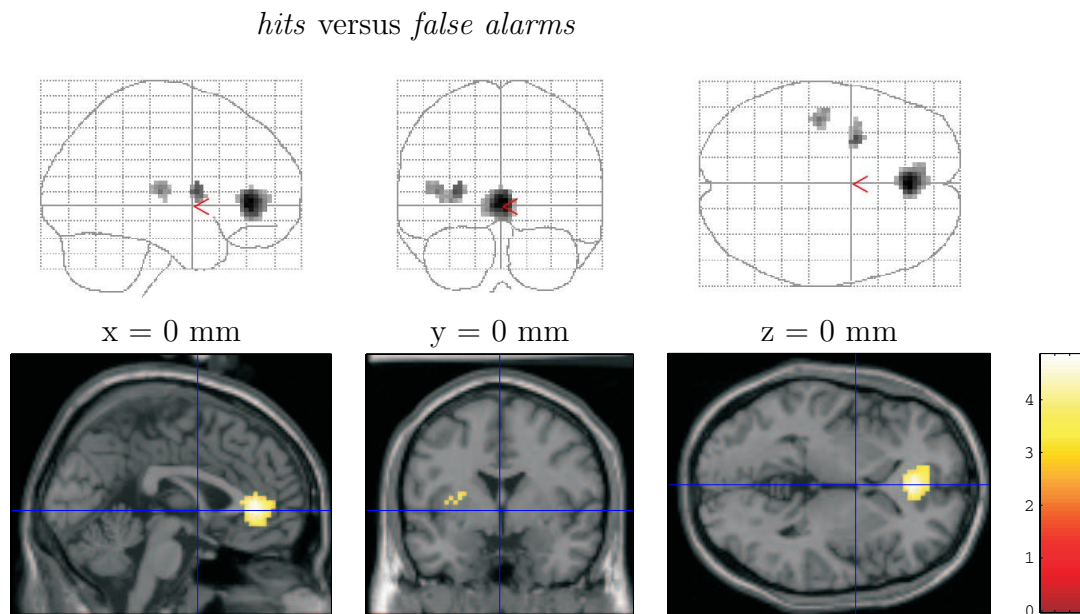 hits versus false alarms
x = 0 mm
y = 0 mm
z = 0 mm
4
3
2
1
0